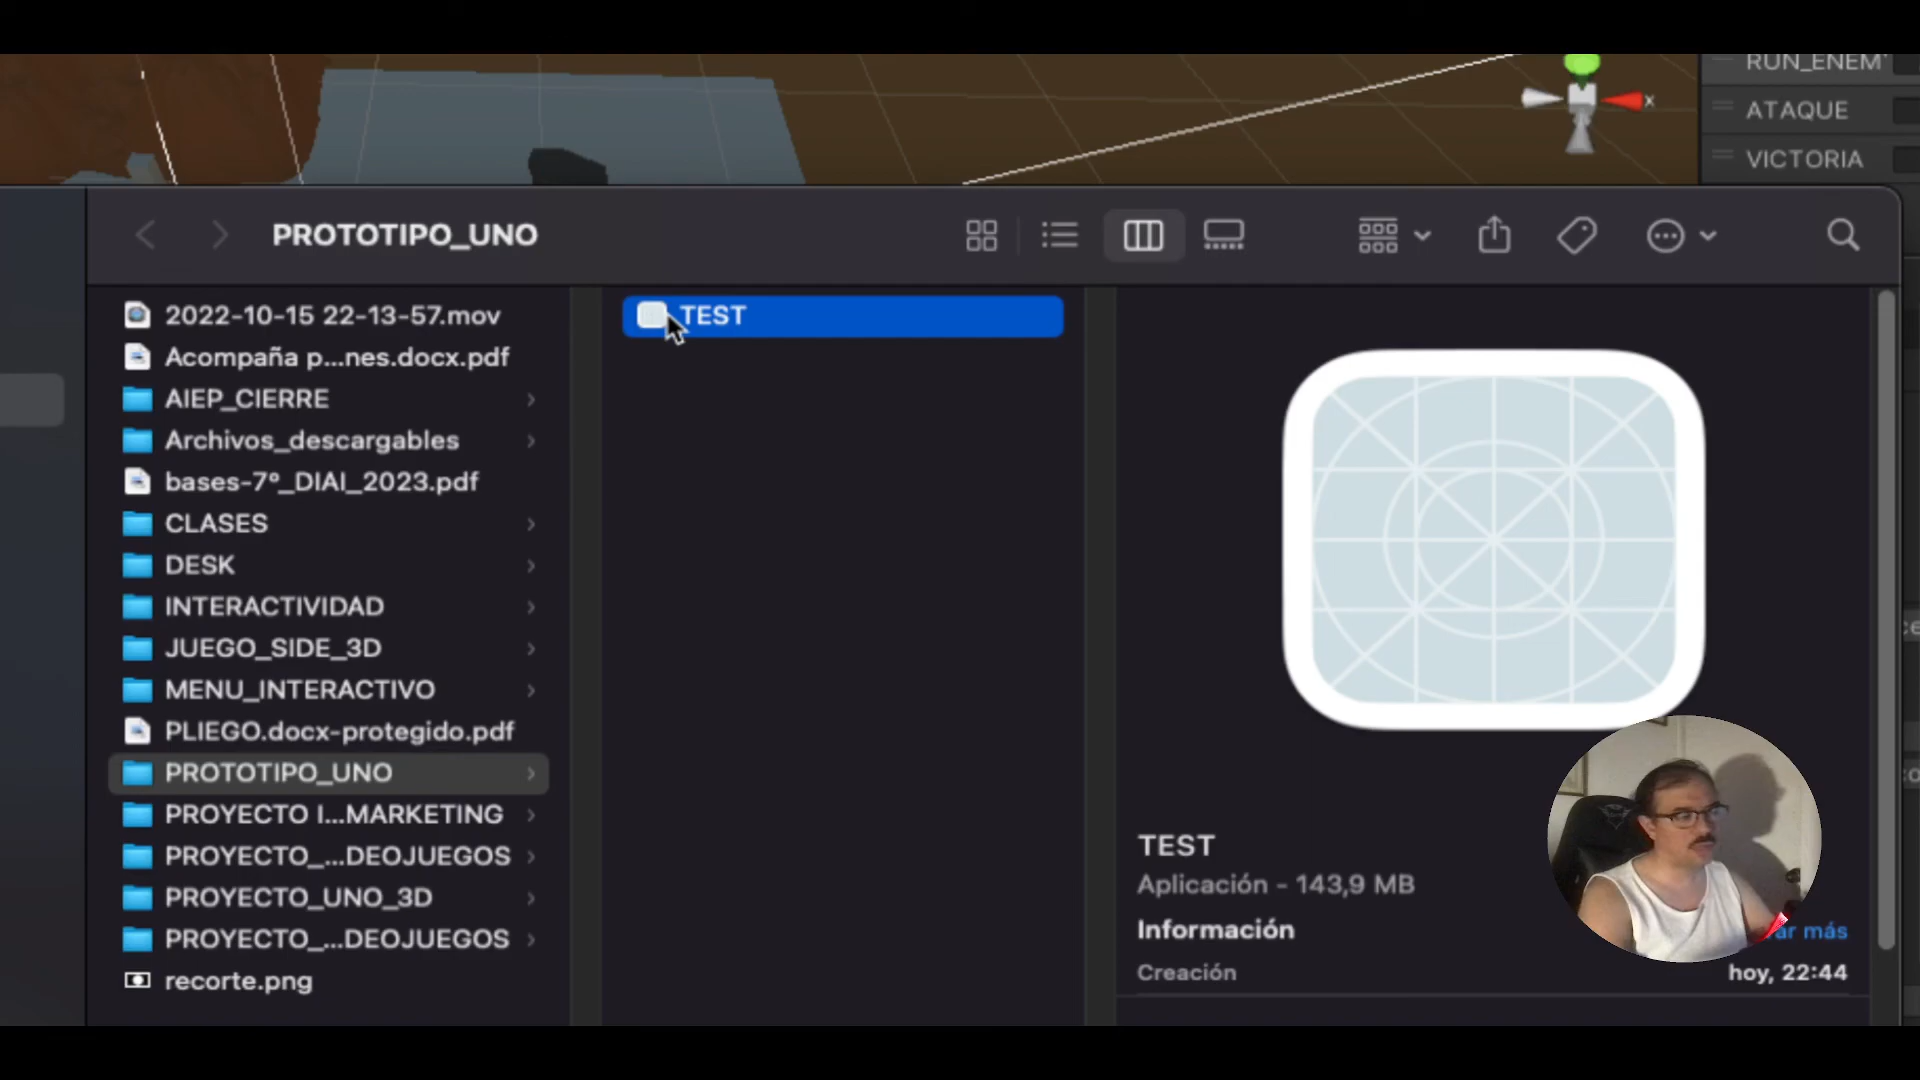 RUN_ENEM
x
ATAQUE
VICTORIA
PROTOTIPO_UNO
2022-10-15 22-13-57.mov
TEST
Acompaña p...nes.docx.pdf
AIEP_CIERRE
Archivos_descargables
bases-7º_DIAI_2023.pdf
CLASES
DESK
INTERACTIVIDAD
JUEGO_SIDE_3D
MENU_INTERACTIVO
PLIEGO.docx-protegido.pdf
PROTOTIPO_UNO
PROYECTO I...MARKETING
PROYECTO_...DEOJUEGOS
PROYECTO_UNO_3D
PROYECTO_...DEOJUEGOS
recorte.png
TEST
Aplicación - 143,9 MB
Información
ar más
Creación
hoy, 22:44